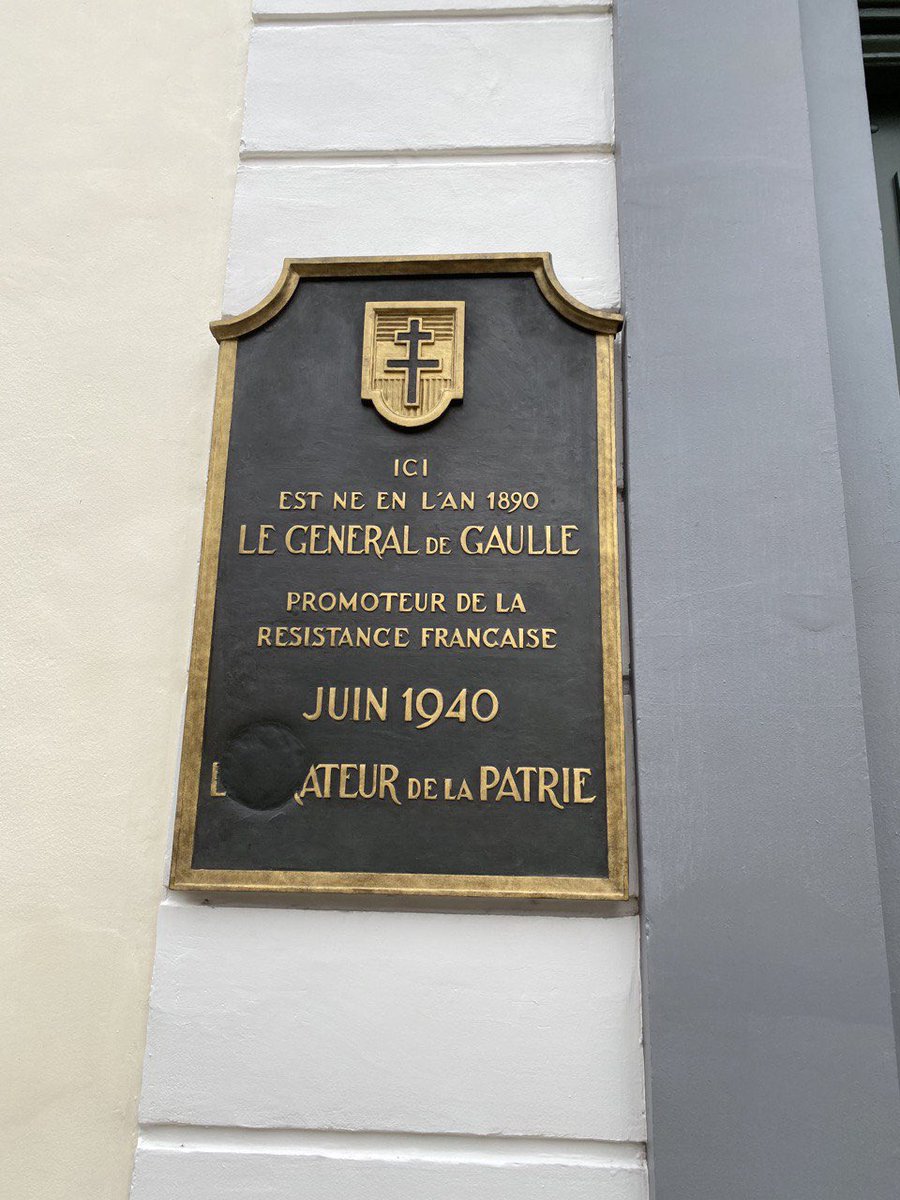 ICI
EST NE EN L'AN 1890
LE GENERAL DE GAULLE
PROMOTEUR DE LA
RESISTANCE FRANÇAISE
JUIN 1940
DE LA PATRIE